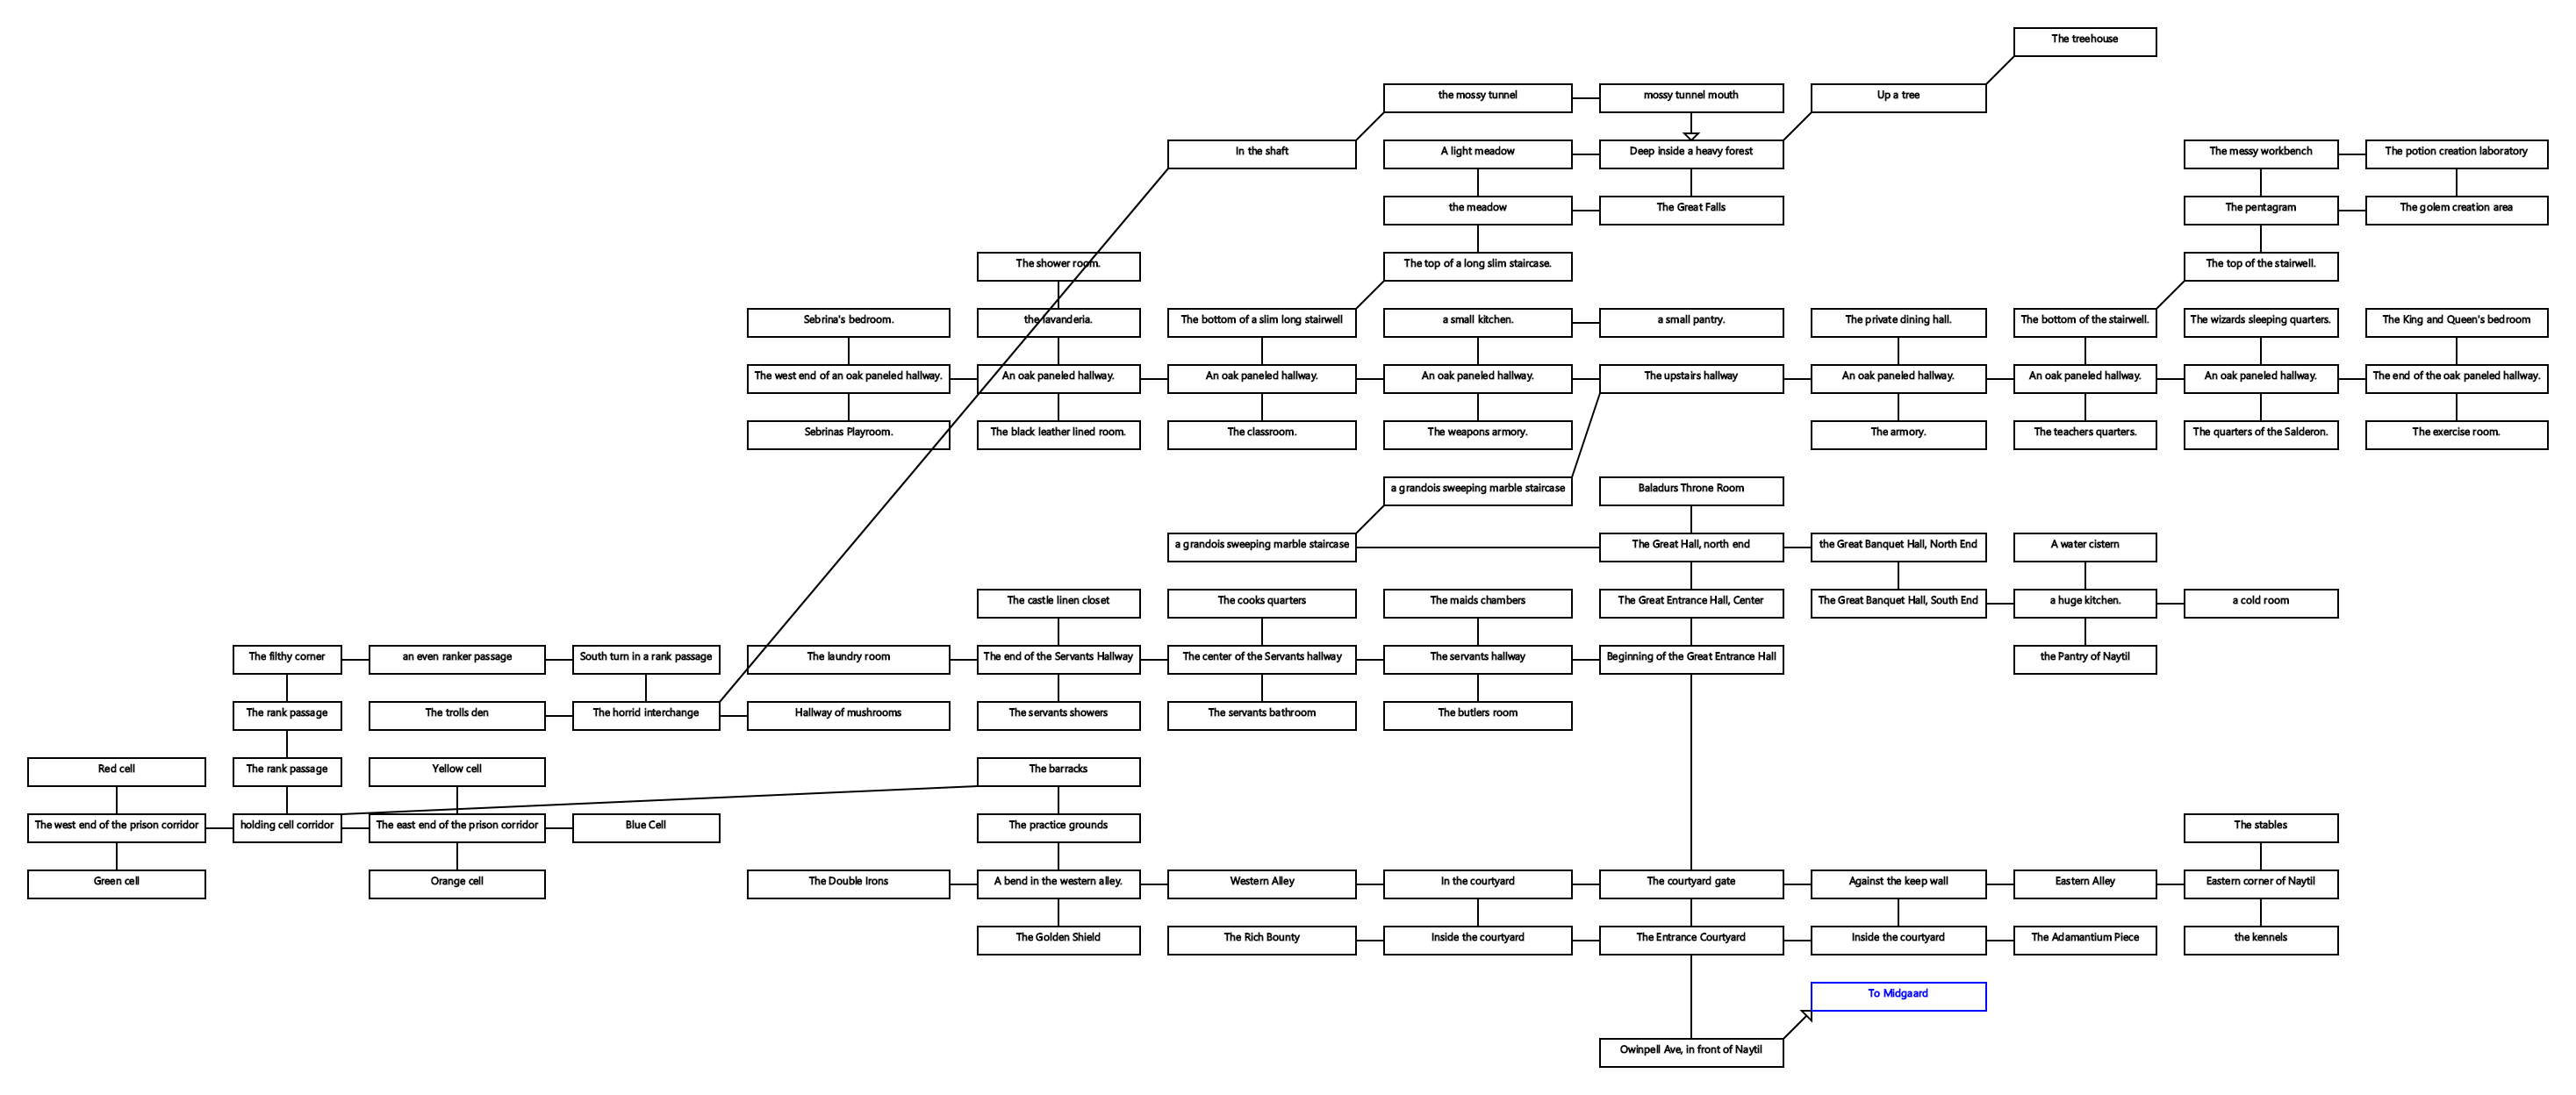 The treehouse
the mossy tunnel
mossy tunnel mouth
Up a tree
In the shaft
A light meadow
Deep inside a heavy forest
The messy workbench
The potion creation laboratory
the meadow
The Great Falls
The pentagram
The golem creation area
The shower room.
The top of a long slim staircase.
The top of the stairwell.
Sebrina's bedroom.
the lavanderia.
The bottom of a slim long stairwell
a small kitchen.
a small pantry.
The private dining hall.
The bottom of the stairwell.
The wizards sleeping quarters.
The King and Queen's bedroom
The west end of an oak paneled hallway.
An oak paneled hallway.
An oak paneled hallway.
An oak paneled hallway.
The upstairs hallway
An oak paneled hallway.
An oak paneled hallway.
An oak paneled hallway.
The end of the oak paneled hallway.
Sebrinas Playroom.
The black leather lined room.
The classroom.
The weapons armory.
The armory.
The teachers quarters.
The quarters of the Salderon.
The exercise room.
a grandois sweeping marble staircase
Baladurs Throne Room
a grandois sweeping marble staircase
The Great Hall, north end
the Great Banquet Hall, North End
A water cistern
The castle linen closet
The cooks quarters
The maids chambers
The Great Entrance Hall, Center
The Great Banquet Hall, South End
a huge kitchen.
a cold room
The filthy corner
an even ranker passage
South turn in a rank passage
The laundry room
The end of the Servants Hallway
The center of the Servants hallway
The servants hallway
Beginning of the Great Entrance Hall
the Pantry of Naytil
The rank passage
The trolls den
The horrid interchange
Hallway of mushrooms
The servants showers
The servants bathroom
The butlers room
Red cell
The rank passage
Yellow cell
The barracks
The west end of the prison corridor
holding cell corridor
The east end of the prison corridor
Blue Cell
The practice grounds
The stables
Green cell
Orange cell
The Double Irons
A bend in the western alley.
Western Alley
In the courtyard
The courtyard gate
Against the keep wall
Eastern Alley
Eastern corner of Naytil
The Golden Shield
The Rich Bounty
Inside the courtyard
The Entrance Courtyard
Inside the courtyard
The Adamantium Piece
the kennels
To Midgaard
Owinpell Ave, in front of Naytil